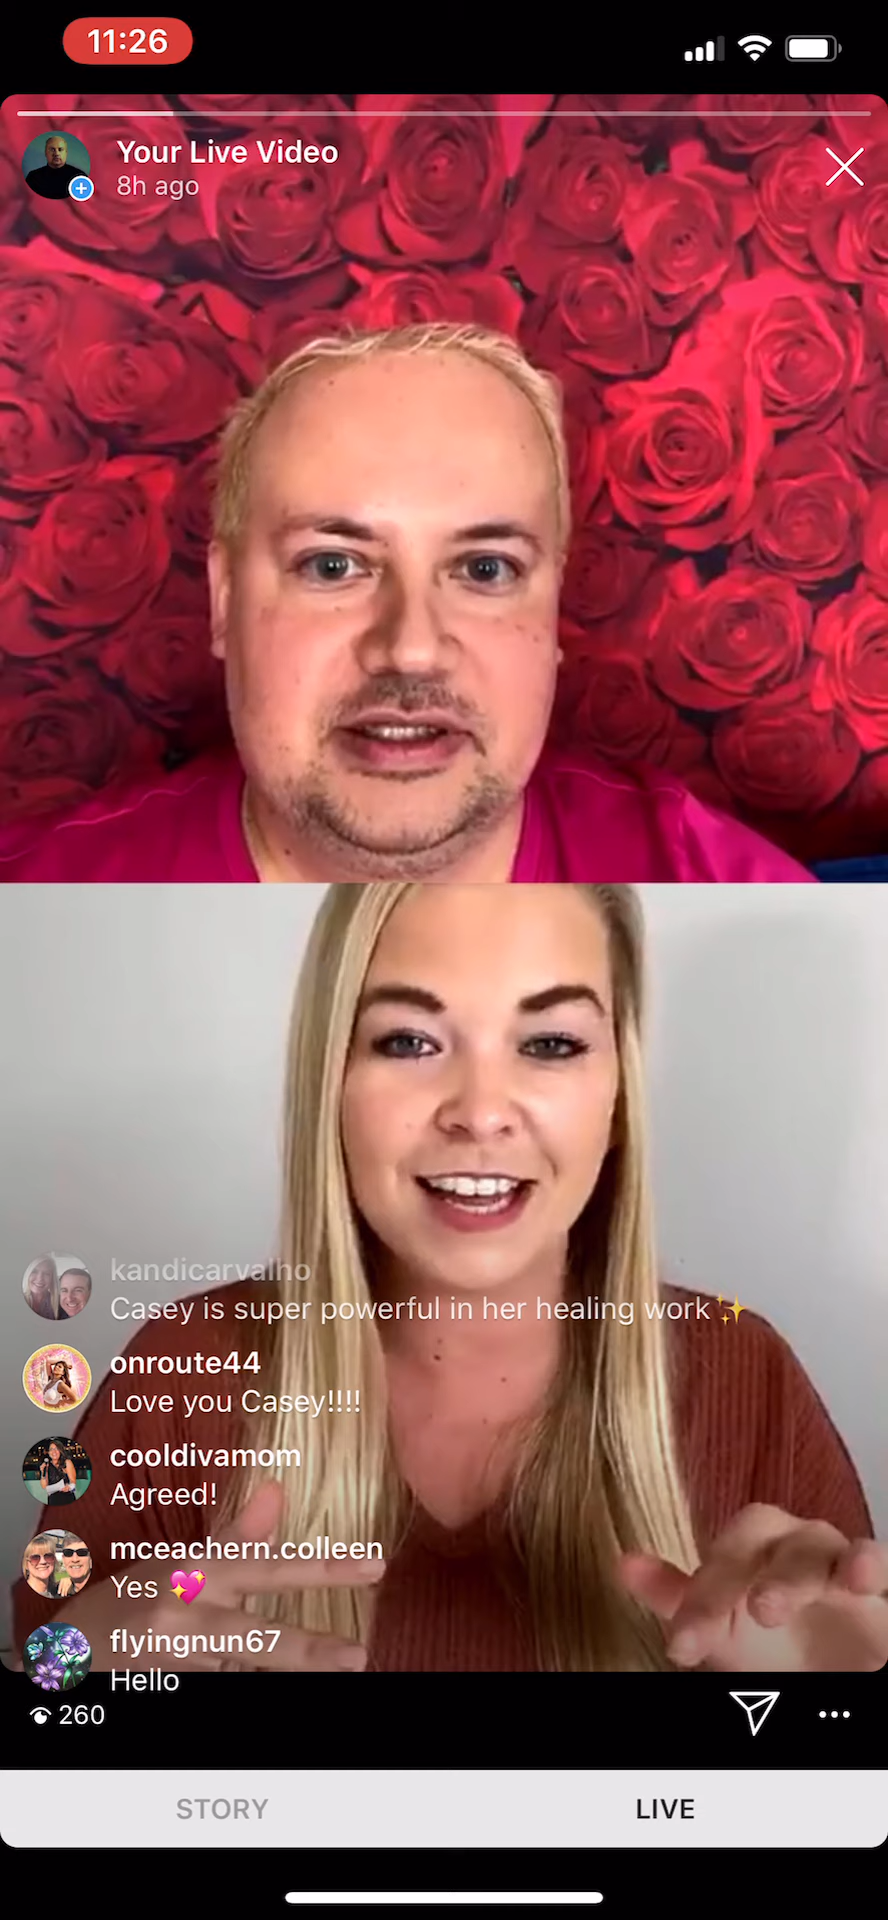 11:26
Your Live Video
8h ago
kandicarvalho
Casey is super powerful in her healing work✨
onroute44
Love you Casey!!!!
cooldivamom
Agreed!
mceachern.colleen
Yes 💖
flyingnun67
Hello
260
STORY
LIVE